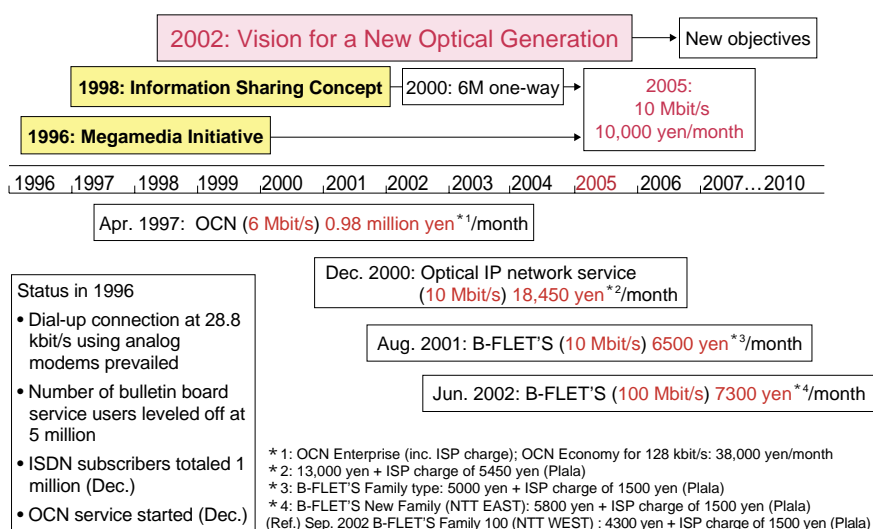 2002: Vision for a New Optical Generation
New objectives
1998: Information Sharing Concept
2000: 6M one-way
2005:
10 Mbit/s
10,000 yen/month
1996: Megamedia Initiative
1996 1997 1998 1999 2000 2001 2002 2003 2004 2005 2006 2007...2010
Apr. 1997: OCN (6 Mbit/s) 0.98 million yen*1/month
Dec. 2000: Optical IP network service
(10 Mbit/s) 18,450 yen*2/month
Aug. 2001: B-FLET'S (10 Mbit/s) 6500 yen*3/month
Jun. 2002: B-FLET'S (100 Mbit/s) 7300 yen*4/month
Status in 1996
• Dial-up connection at 28.8
kbit/s using analog
modems prevailed
• Number of bulletin board
service users leveled off at
5 million
• ISDN subscribers totaled 1
million (Dec.)
• OCN service started (Dec.)
*1: OCN Enterprise (inc. ISP charge); OCN Economy for 128 kbit/s: 38,000 yen/month
*2: 13,000 yen + ISP charge of 5450 yen (Plala)
*3: B-FLET'S Family type: 5000 yen + ISP charge of 1500 yen (Plala)
*4: B-FLET'S New Family (NTT EAST): 5800 yen + ISP charge of 1500 yen (Plala)
(Ref.) Sep. 2002 B-FLET'S Family 100 (NTT WEST) : 4300 yen + ISP charge of 1500 yen (Plala)